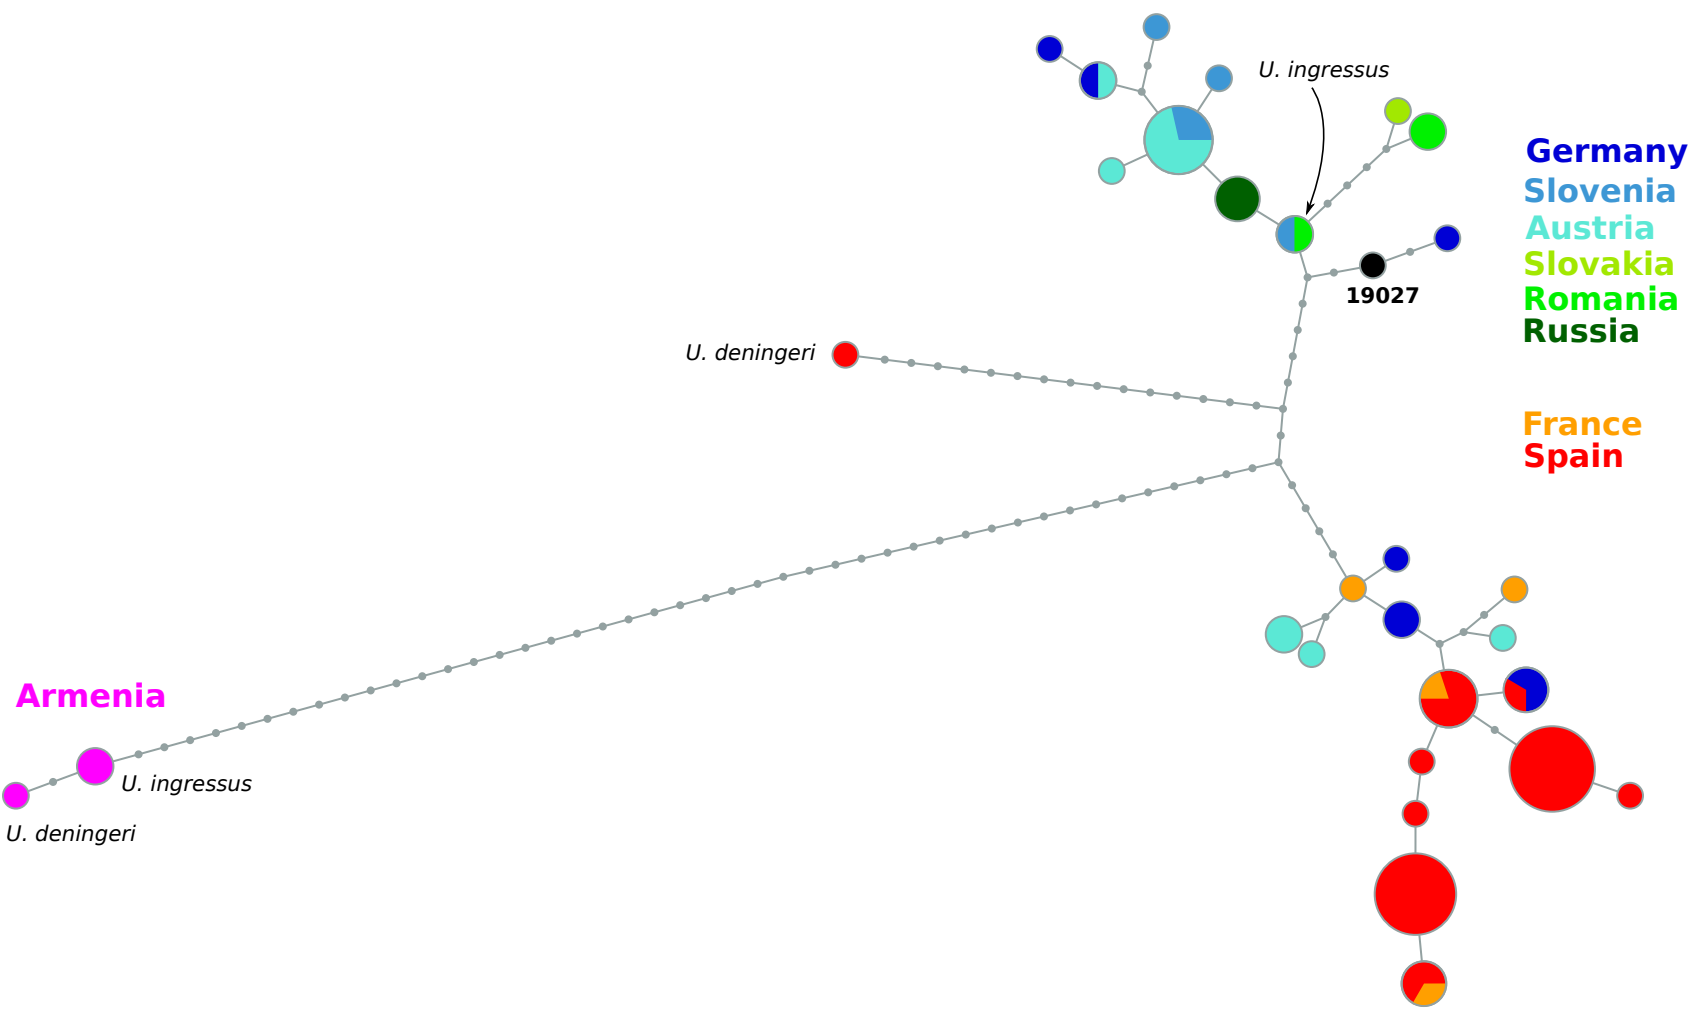 U. ingressus
Germany
Slovenia
Austria
Slovakia
Romania
Russia
19027
U. deningeri
France
Spain
Armenia
U. ingressus
U. deningeri